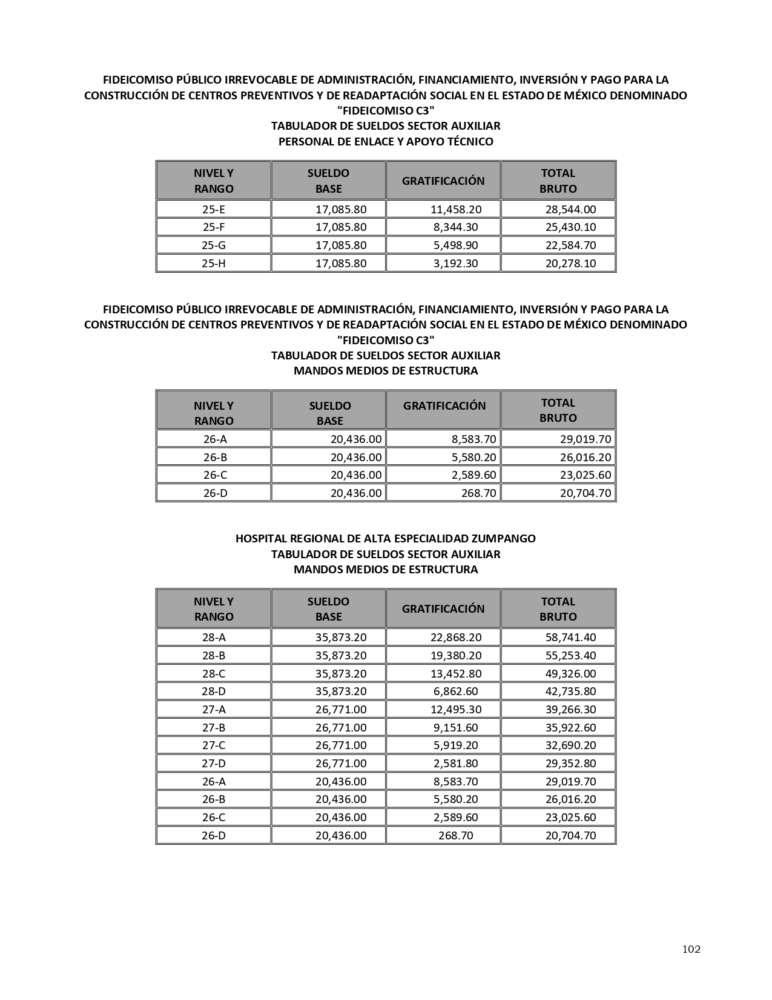 FIDEICOMISO PÚBLICO IRREVOCABLE DE ADMINISTRACIÓN, FINANCIAMIENTO, INVERSIÓN Y PAGO PARA LA
CONSTRUCCIÓN DE CENTROS PREVENTIVOS Y DE READAPTACIÓN SOCIAL EN EL ESTADO DE MÉXICO DENOMINADO
"FIDEICOMISO C3"
TABULADOR DE SUELDOS SECTOR AUXILIAR
PERSONAL DE ENLACE Y APOYO TÉCNICO
NIVEL Y RANGO SUELDO BASE GRATIFICACIÓN TOTAL BRUTO
25-E 17,085.80 11,458.20 28,544.00
25-F 17,085.80 8,344.30 25,430.10
25-G 17,085.80 5,498.90 22,584.70
25-H 17,085.80 3,192.30 20,278.10
FIDEICOMISO PÚBLICO IRREVOCABLE DE ADMINISTRACIÓN, FINANCIAMIENTO, INVERSIÓN Y PAGO PARA LA
CONSTRUCCIÓN DE CENTROS PREVENTIVOS Y DE READAPTACIÓN SOCIAL EN EL ESTADO DE MÉXICO DENOMINADO
"FIDEICOMISO C3"
TABULADOR DE SUELDOS SECTOR AUXILIAR
MANDOS MEDIOS DE ESTRUCTURA
NIVEL Y RANGO SUELDO BASE GRATIFICACIÓN TOTAL BRUTO
26-A 20,436.00 8,583.70 29,019.70
26-B 20,436.00 5,580.20 26,016.20
26-C 20,436.00 2,589.60 23,025.60
26-D 20,436.00 268.70 20,704.70
HOSPITAL REGIONAL DE ALTA ESPECIALIDAD ZUMPANGO
TABULADOR DE SUELDOS SECTOR AUXILIAR
MANDOS MEDIOS DE ESTRUCTURA
NIVEL Y RANGO SUELDO BASE GRATIFICACIÓN TOTAL BRUTO
28-A 35,873.20 22,868.20 58,741.40
28-B 35,873.20 19,380.20 55,253.40
28-C 35,873.20 13,452.80 49,326.00
28-D 35,873.20 6,862.60 42,735.80
27-A 26,771.00 12,495.30 39,266.30
27-B 26,771.00 9,151.60 35,922.60
27-C 26,771.00 5,919.20 32,690.20
27-D 26,771.00 2,581.80 29,352.80
26-A 20,436.00 8,583.70 29,019.70
26-B 20,436.00 5,580.20 26,016.20
26-C 20,436.00 2,589.60 23,025.60
26-D 20,436.00 268.70 20,704.70
102